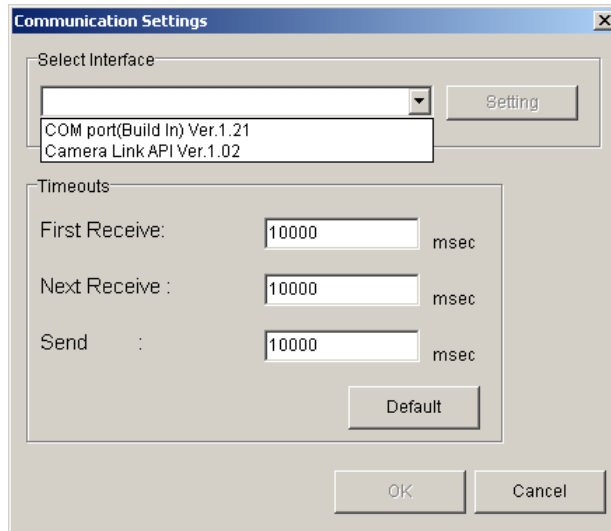 Communication Settings
Select Interface
Setting
COM port(Build In) Ver.1.21
Camera Link API Ver.1.02
Timeouts
First Receive: 10000 msec
Next Receive : 10000 msec
Send : 10000 msec
Default
OK Cancel